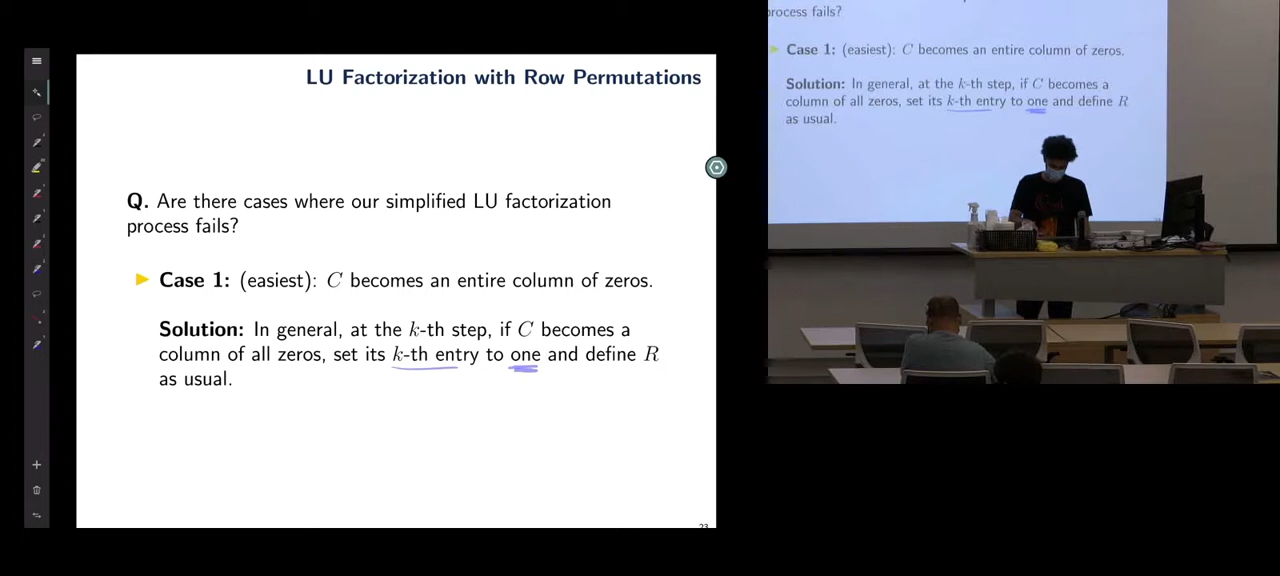 LU Factorization with Row Permutations
Q. Are there cases where our simplified LU factorization
process fails?
Case 1: (easiest): C becomes an entire column of zeros.
Solution: In general, at the k-th step, if C becomes a
column of all zeros, set its k-th entry to one and define R
as usual.
23
process fails?
Case 1: (easiest): C becomes an entire column of zeros.
Solution: In general, at the k-th step, if C becomes a
column of all zeros, set its k-th entry to one and define R
as usual.